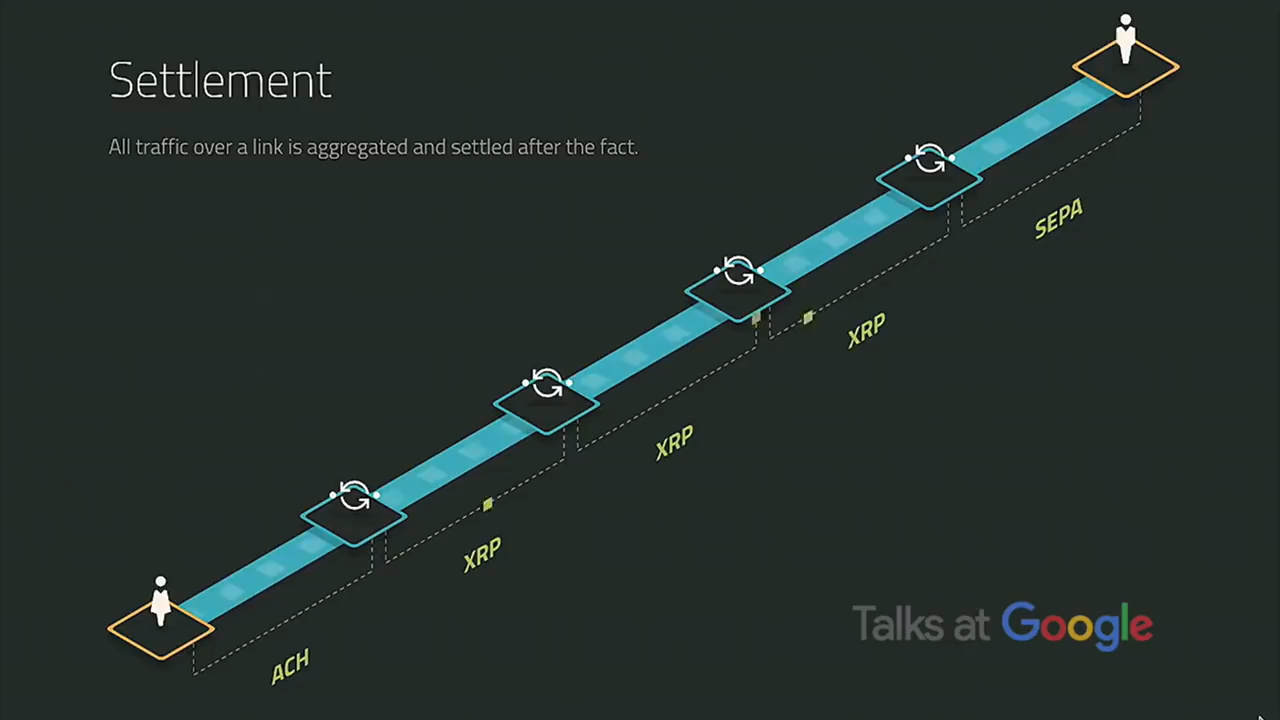 Settlement
All traffic over a link is aggregated and settled after the fact.
SEPA
XRP
XRP
XRP
ACH
Talks at Google